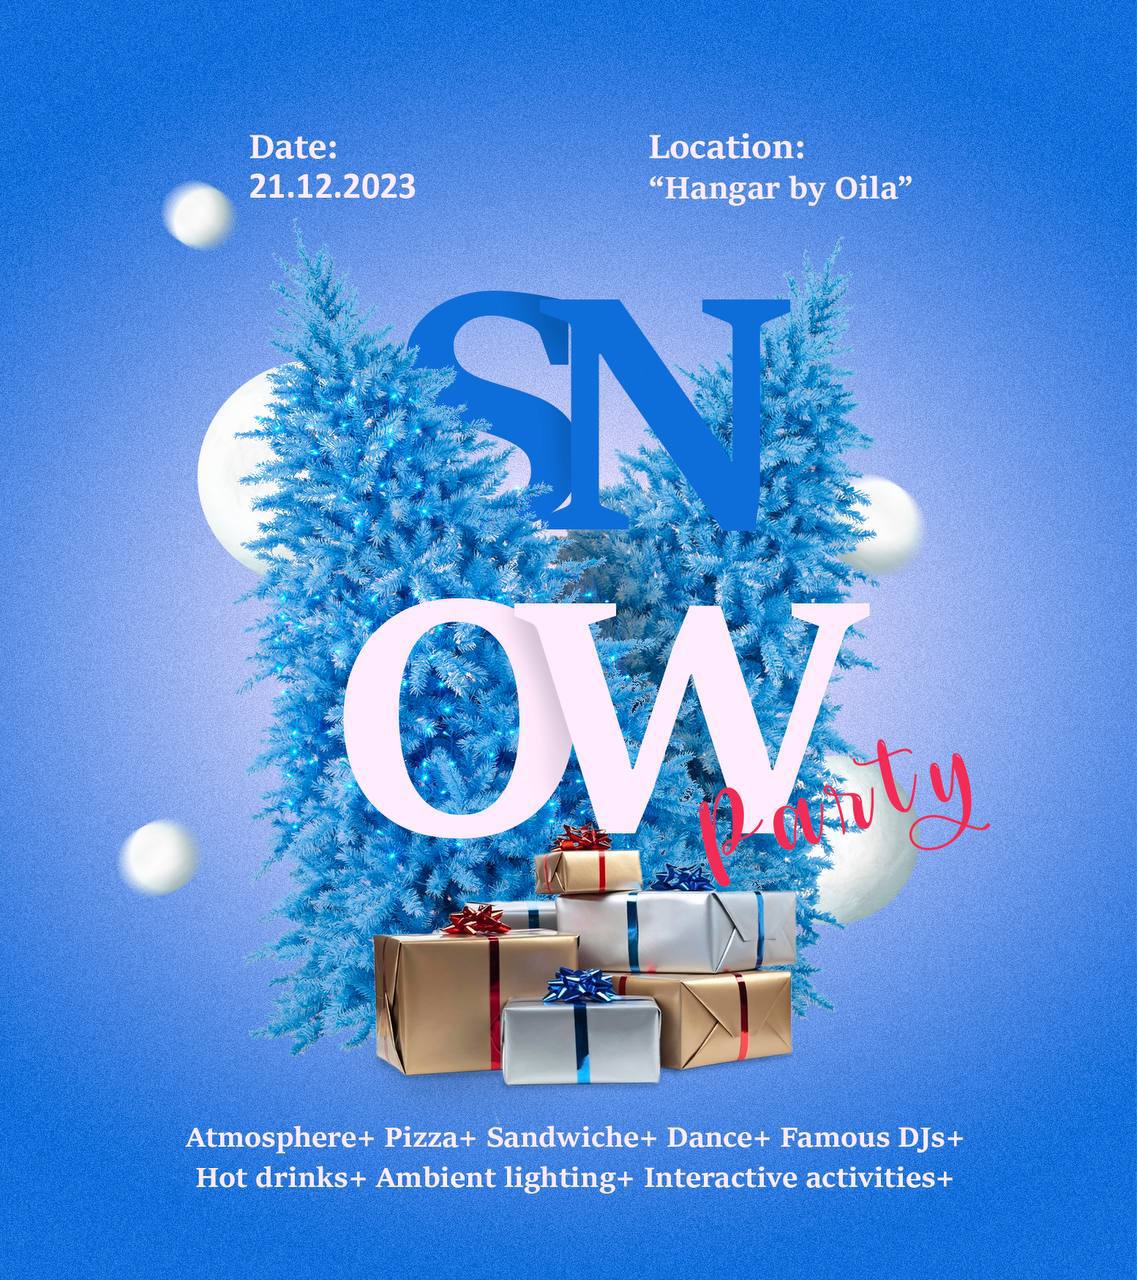 Date:
21.12.2023
Location:
“Hangar by Oila”
SN
OW
party
Atmosphere+ Pizza+ Sandwiche+ Dance+ Famous DJs+
Hot drinks+ Ambient lighting+ Interactive activities+